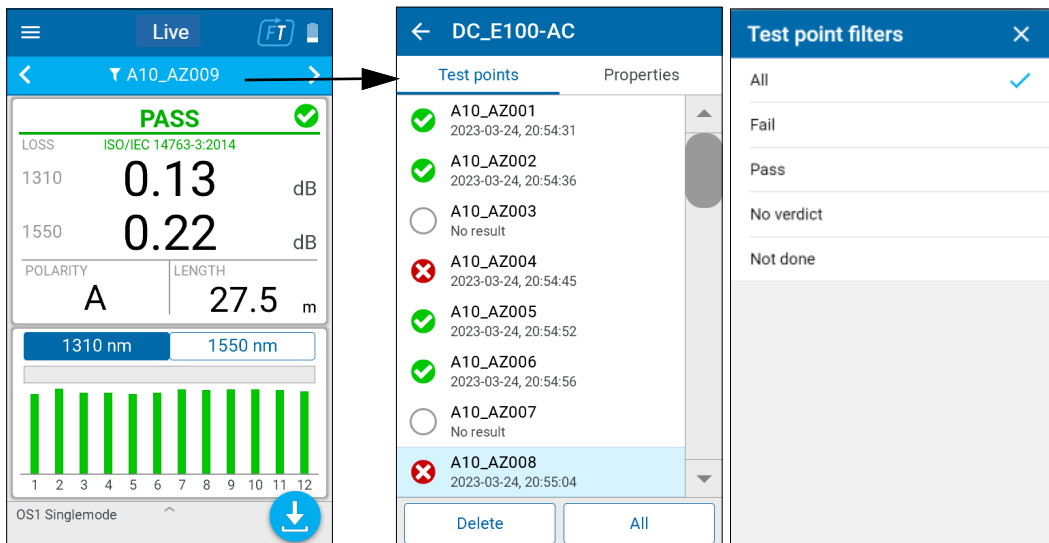 Live
FT
A10_AZ009
PASS
LOSS
ISO/IEC 14763-3:2014
1310
0.13
dB
1550
0.22
dB
POLARITY
LENGTH
A
27.5
m
1310 nm
1550 nm
1 2 3 4 5 6 7 8 9 10 11 12
OS1 Singlemode
DC_E100-AC
Test points
Properties
A10_AZ001
2023-03-24, 20:54:31
A10_AZ002
2023-03-24, 20:54:36
A10_AZ003
No result
A10_AZ004
2023-03-24, 20:54:45
A10_AZ005
2023-03-24, 20:54:52
A10_AZ006
2023-03-24, 20:54:56
A10_AZ007
No result
A10_AZ008
2023-03-24, 20:55:04
Delete
All
Test point filters
All
Fail
Pass
No verdict
Not done